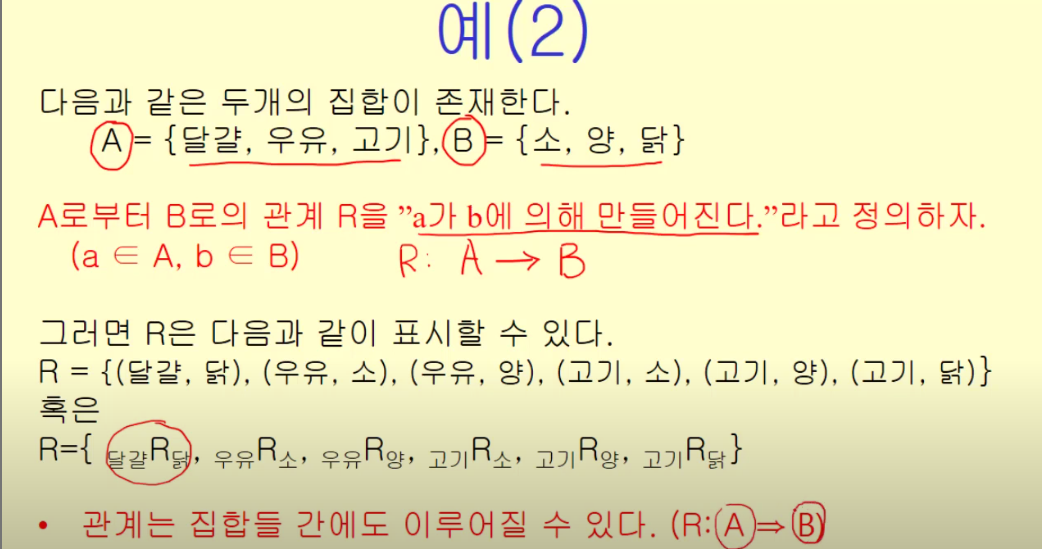 예(2)
다음과 같은 두개의 집합이 존재한다.
A = {달걀, 우유, 고기}, B = {소, 양, 닭}
A로부터 B로의 관계 R을 ”a가 b에 의해 만들어진다.”라고 정의하자.
(a ∈ A, b ∈ B) R: A → B
그러면 R은 다음과 같이 표시할 수 있다.
R = {(달걀, 닭), (우유, 소), (우유, 양), (고기, 소), (고기, 양), (고기, 닭)}
혹은
R={ 달걀R닭, 우유R소, 우유R양, 고기R소, 고기R양, 고기R닭}
• 관계는 집합들 간에도 이루어질 수 있다. (R:A⇒B)